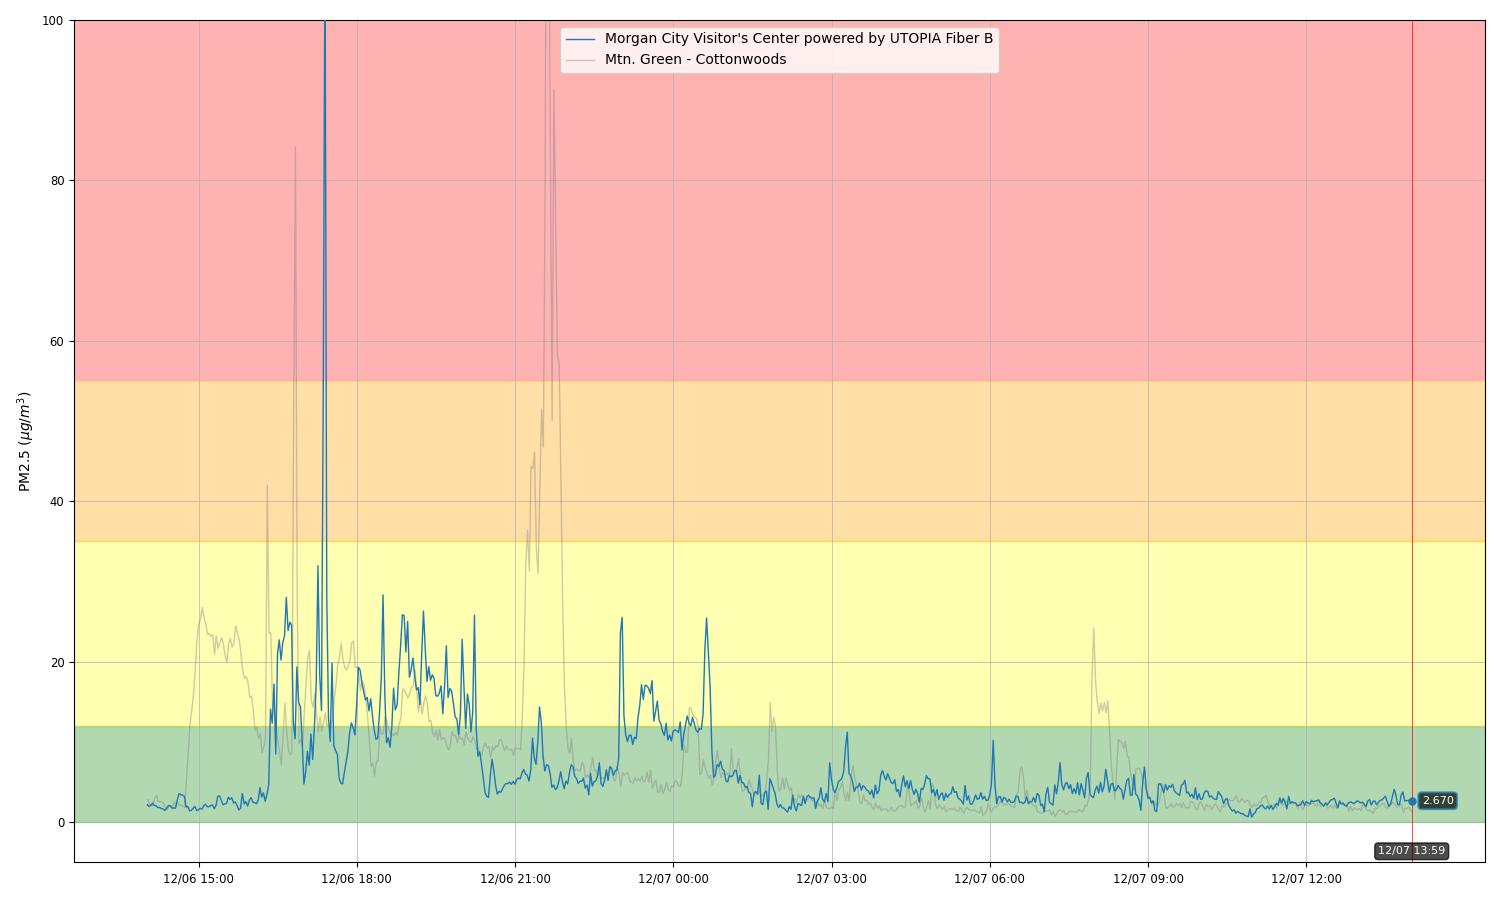 100
80
60
40
20
0
PM2.5 (μg/m³)
Morgan City Visitor's Center powered by UTOPIA Fiber B
Mtn. Green - Cottonwoods
2.670
12/07 13:59
12/06 15:00 12/06 18:00 12/06 21:00 12/07 00:00 12/07 03:00 12/07 06:00 12/07 09:00 12/07 12:00